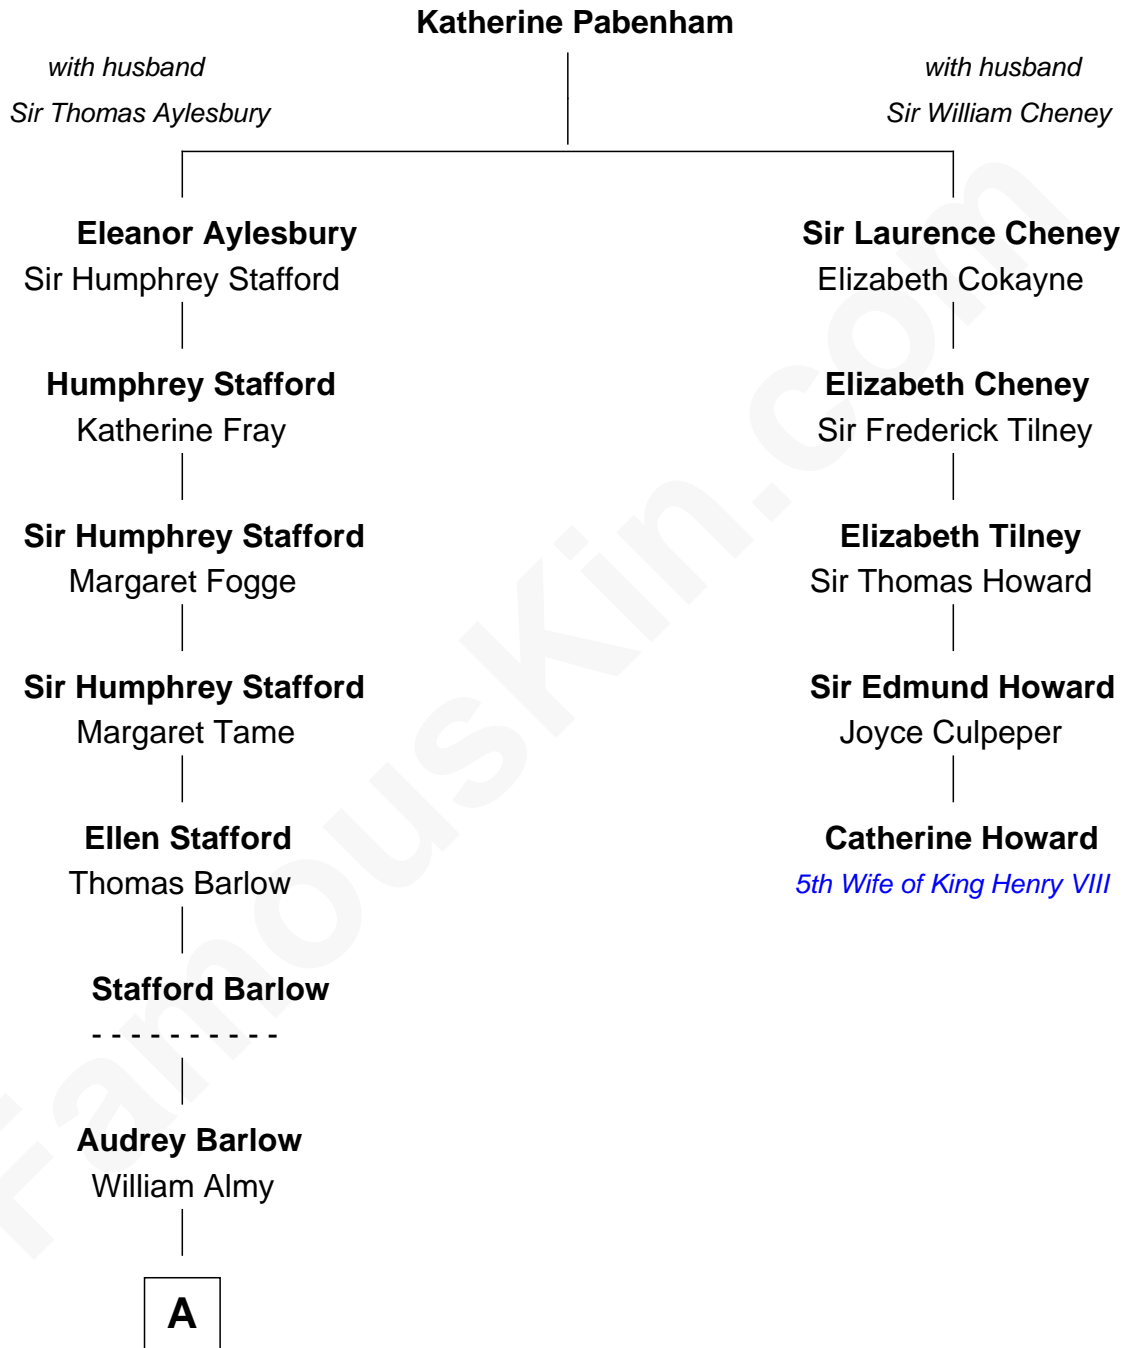 Katherine Pabenham
with husband
Sir Thomas Aylesbury
with husband
Sir William Cheney
Eleanor Aylesbury
Sir Humphrey Stafford
Sir Laurence Cheney
Elizabeth Cokayne
Humphrey Stafford
Katherine Fray
Elizabeth Cheney
Sir Frederick Tilney
Sir Humphrey Stafford
Margaret Fogge
Elizabeth Tilney
Sir Thomas Howard
Sir Humphrey Stafford
Margaret Tame
Sir Edmund Howard
Joyce Culpeper
Ellen Stafford
Thomas Barlow
Catherine Howard
5th Wife of King Henry VIII
Stafford Barlow
- - - - - - - - - -
Audrey Barlow
William Almy
A
FamousKin.com